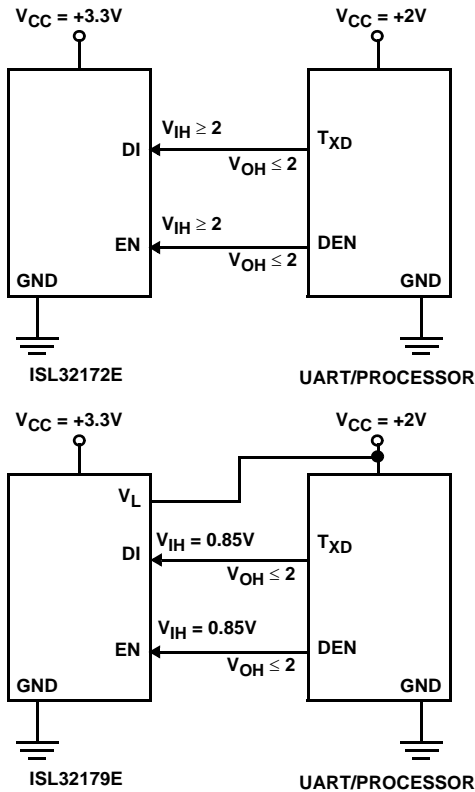 VCC = +3.3V
VCC = +2V
VIH ≥ 2
DI
TXD
VOH ≤ 2
VIH ≥ 2
EN
DEN
VOH ≤ 2
GND
GND
ISL32172E
UART/PROCESSOR
VCC = +3.3V
VCC = +2V
VL
VIH = 0.85V
DI
TXD
VOH ≤ 2
VIH = 0.85V
EN
DEN
VOH ≤ 2
GND
GND
ISL32179E
UART/PROCESSOR